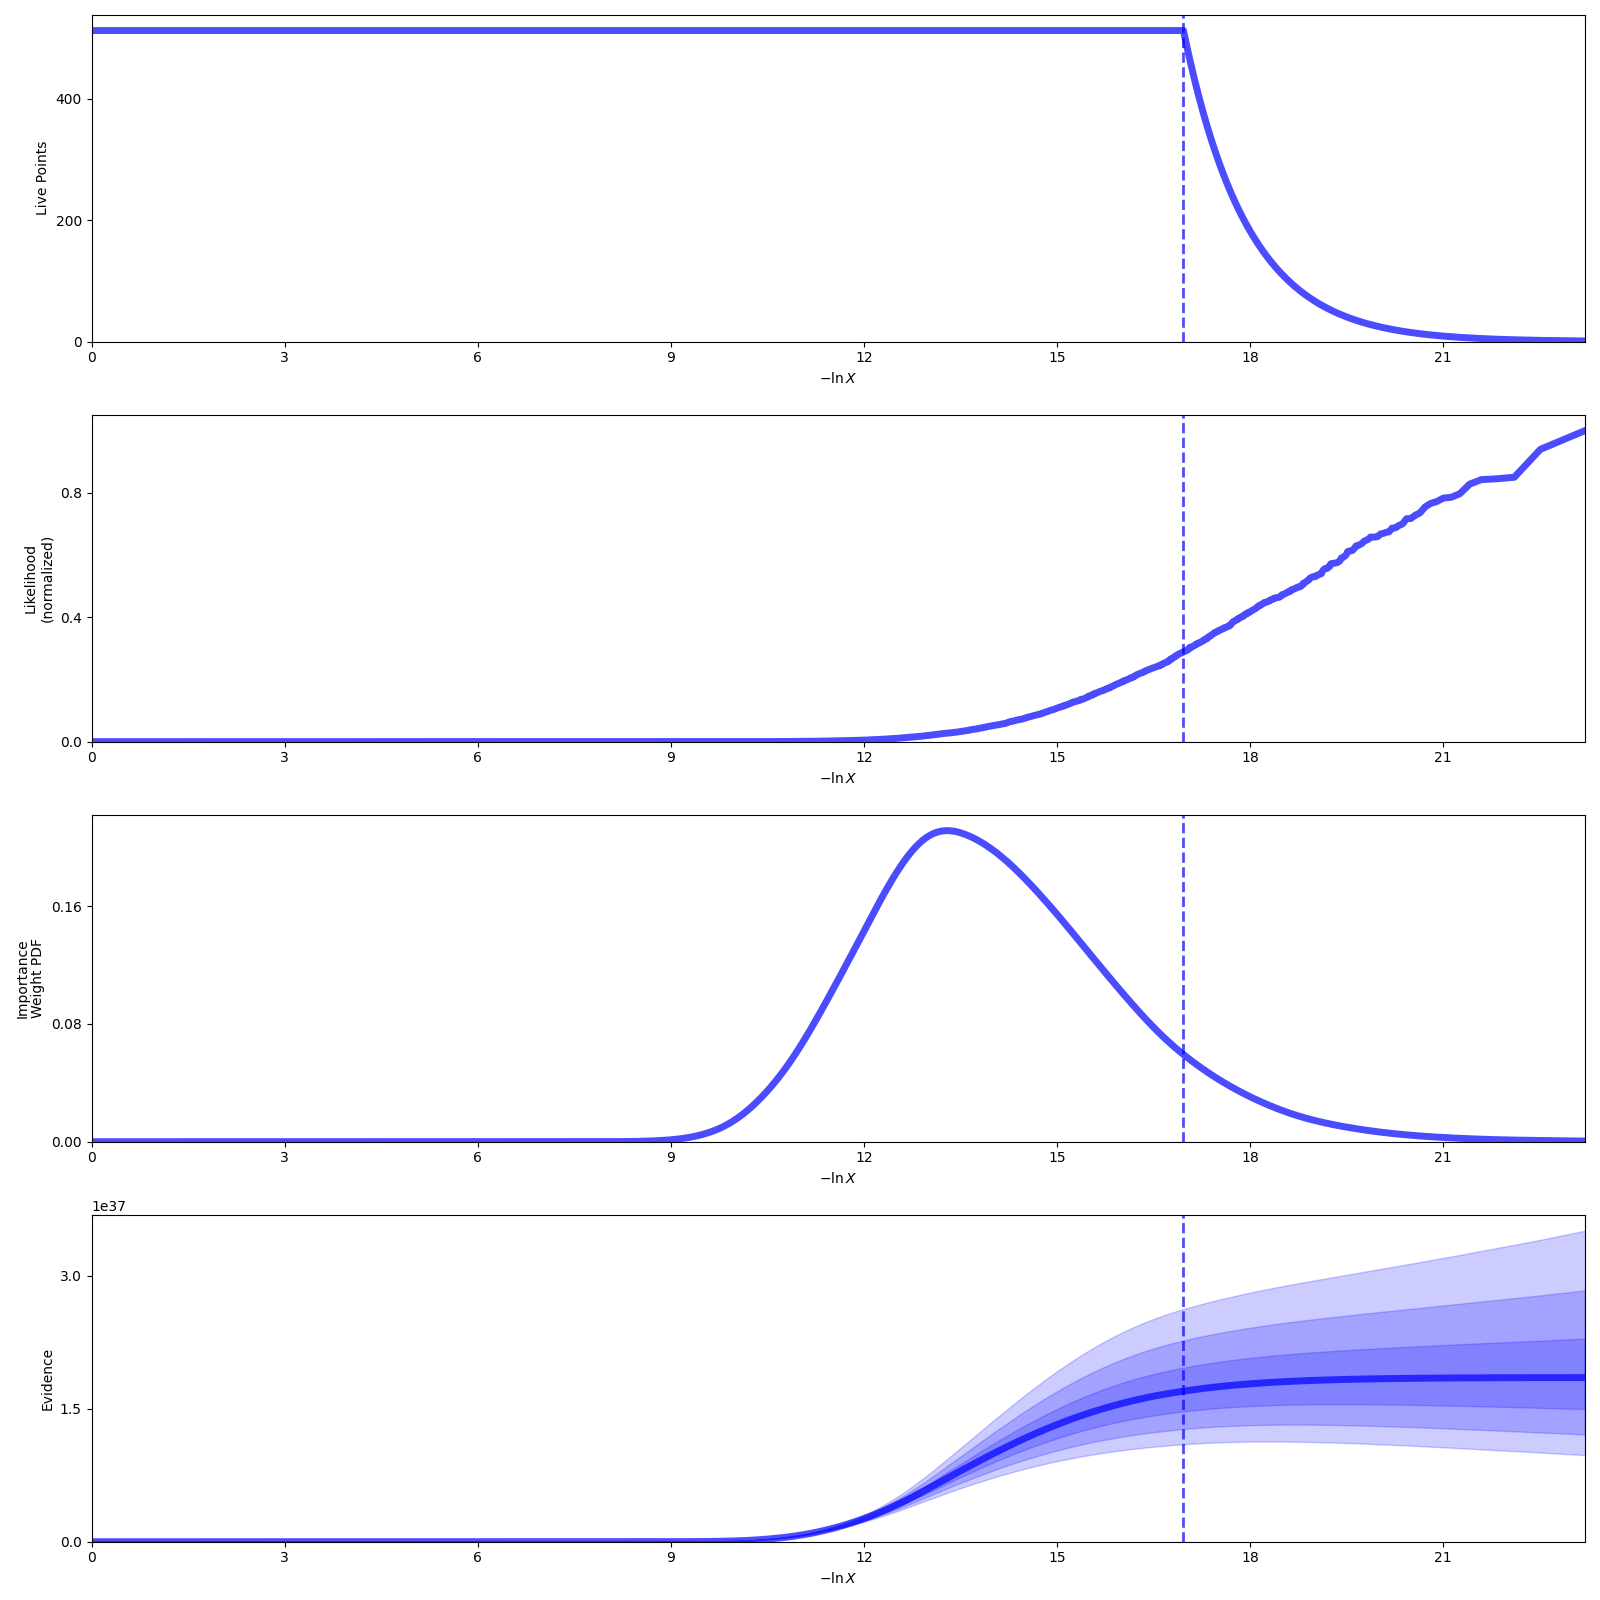 400
200
0
Live Points
0 3 6 9 12 15 18 21
−ln X
0.8
0.4
0.0
Likelihood
(normalized)
0 3 6 9 12 15 18 21
−ln X
0.16
0.08
0.00
Importance
Weight PDF
0 3 6 9 12 15 18 21
−ln X
1e37
3.0
1.5
0.0
Evidence
0 3 6 9 12 15 18 21
−ln X